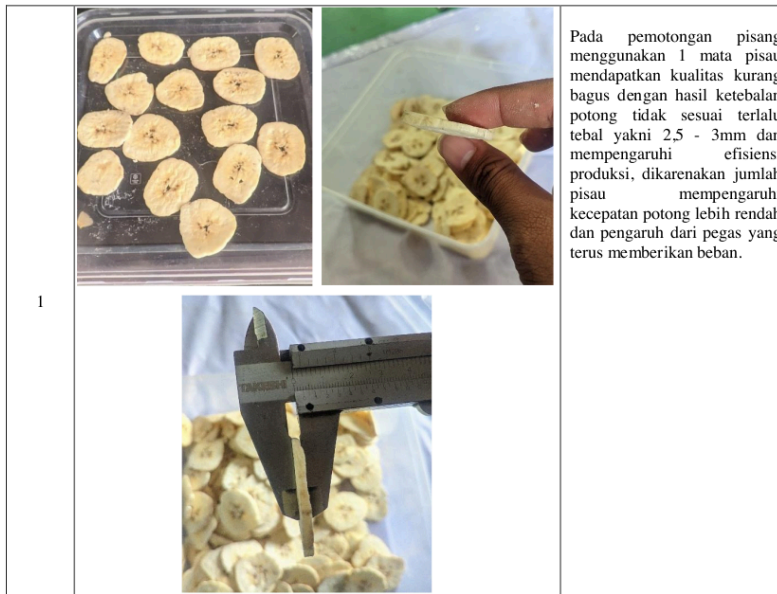 1
Pada pemotongan pisang
menggunakan 1 mata pisau
mendapatkan kualitas kurang
bagus dengan hasil ketebalan
potong tidak sesuai terlalu
tebal yakni 2,5 - 3mm dan
mempengaruhi efisiensi
produksi, dikarenakan jumlah
pisau mempengaruhi
kecepatan potong lebih rendah
dan pengaruh dari pegas yang
terus memberikan beban.